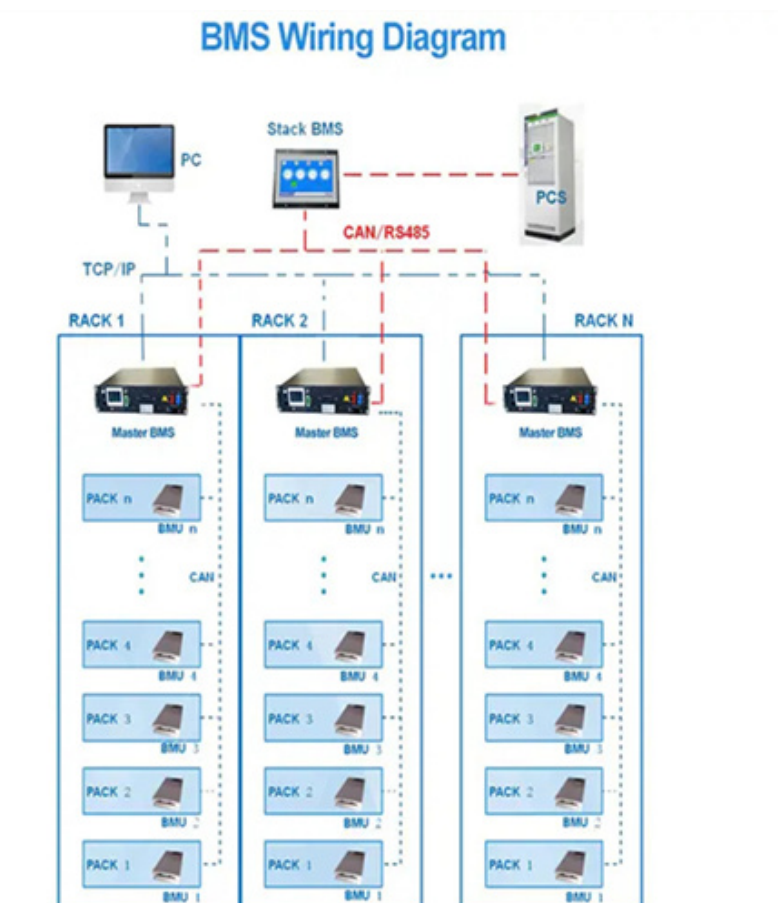 BMS Wiring Diagram
Stack BMS
PC
PCS
CAN/RS485
TCP/IP
RACK 1
RACK 2
RACK N
Master BMS
Master BMS
Master BMS
PACK n
BMU n
PACK n
BMU n
PACK n
BMU n
CAN
CAN
CAN
PACK 4
BMU 4
PACK 4
BMU 4
PACK 4
BMU 4
PACK 3
BMU 3
PACK 3
BMU 3
PACK 3
BMU 3
PACK 2
BMU 2
PACK 2
BMU 2
PACK 2
BMU 2
PACK 1
BMU 1
PACK 1
BMU 1
PACK 1
BMU 1